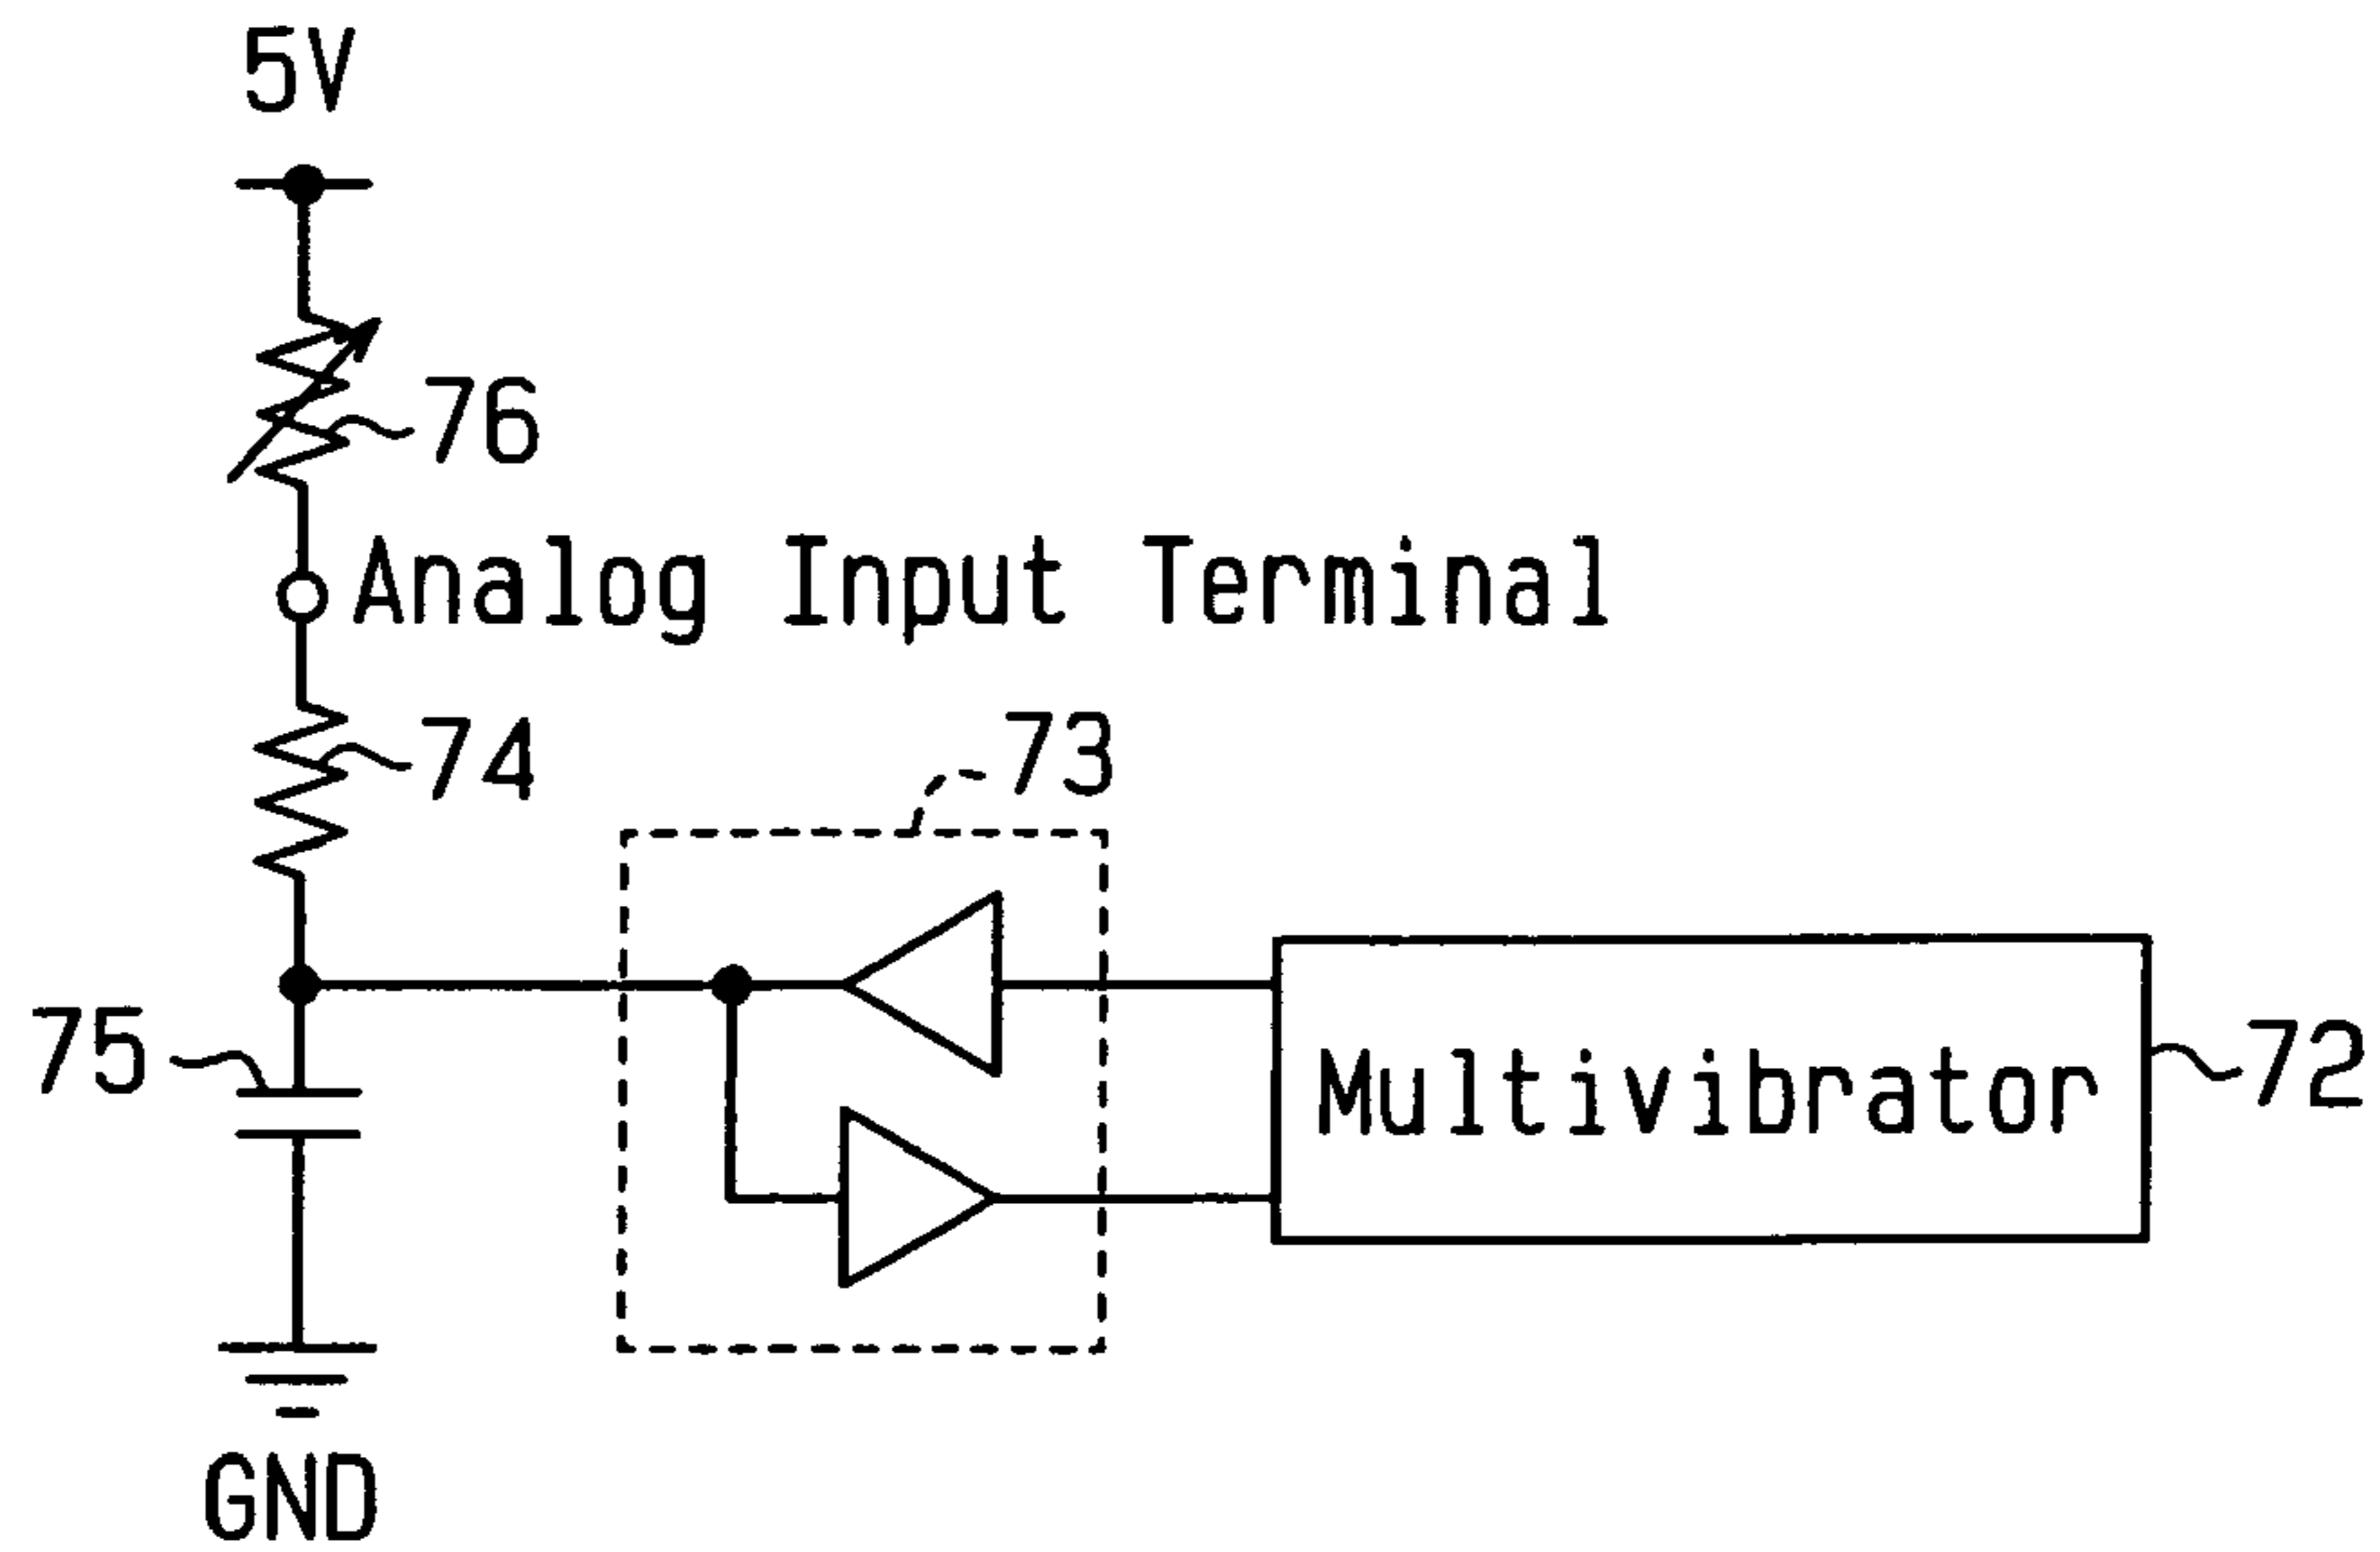 5V
76
Analog Input Terminal
74
73
75
Multivibrator
72
GND